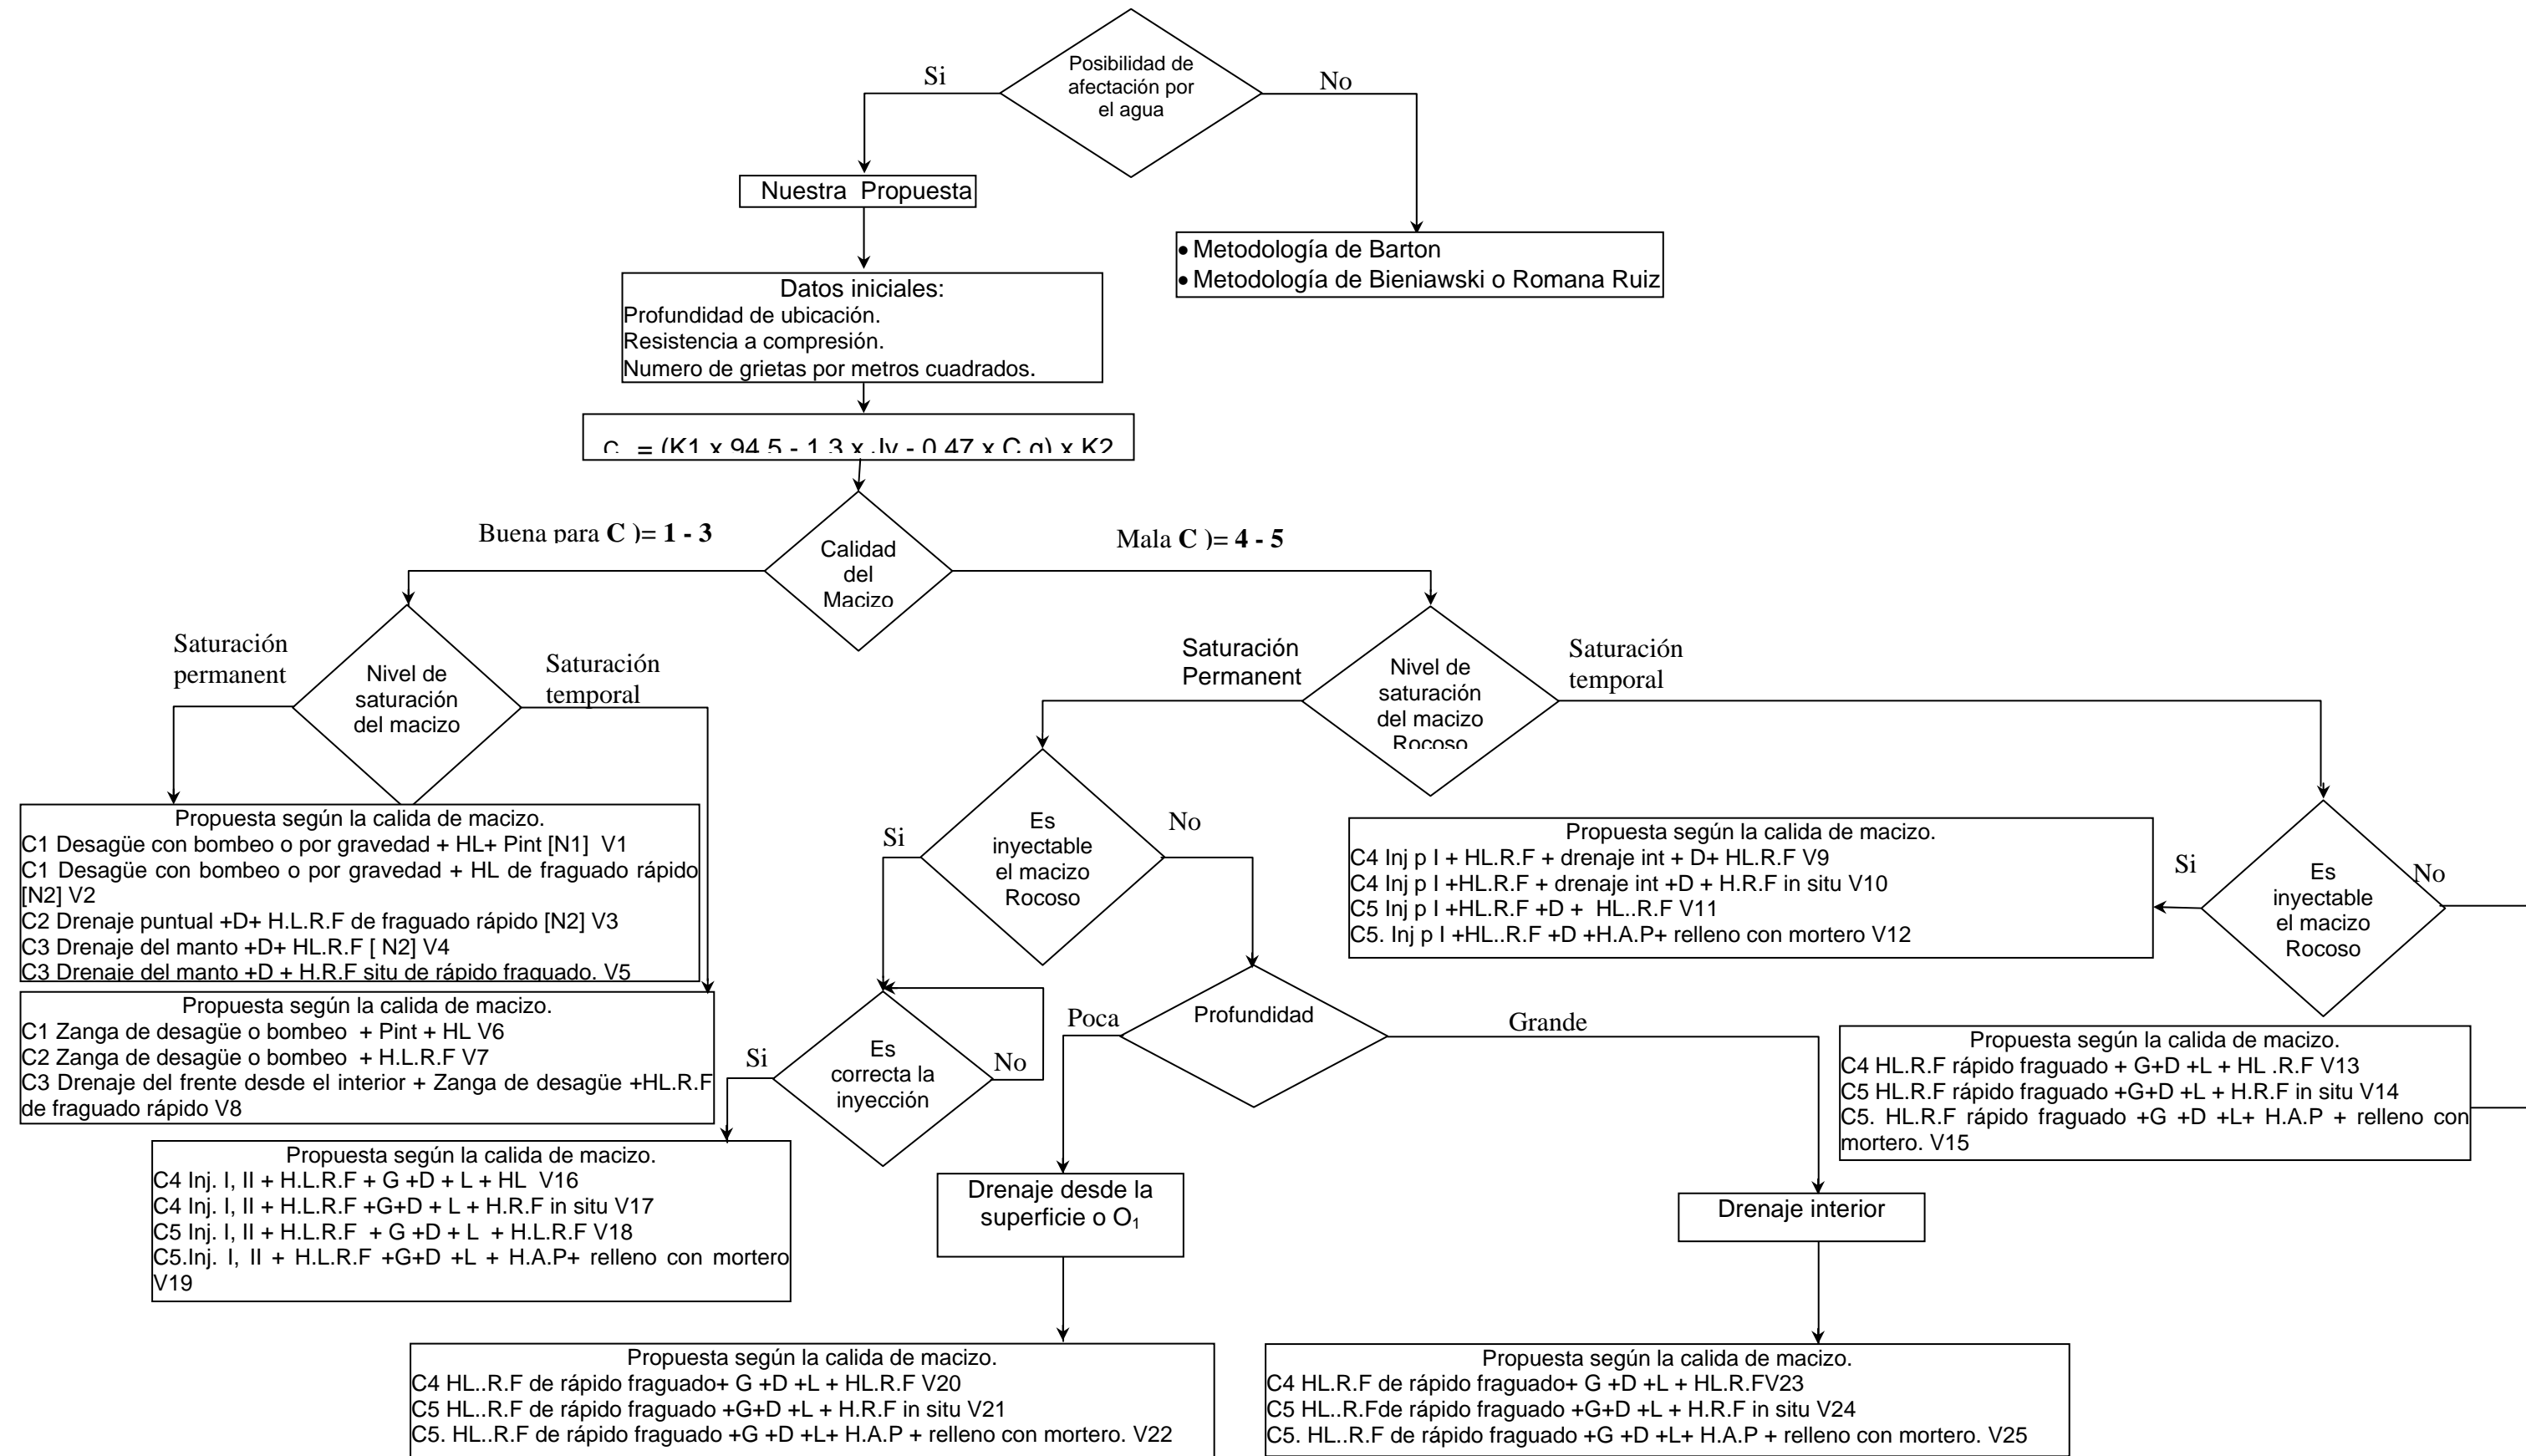 Posibilidad de
afectación por
el agua
Si
No
Nuestra Propuesta
• Metodología de Barton
• Metodología de Bieniawski o Romana Ruiz
Datos iniciales:
Profundidad de ubicación.
Resistencia a compresión.
Numero de grietas por metros cuadrados.
C = (K1 x 94.5 - 1.3 x Jv - 0.47 x C.g) x K2
Calidad
del
Macizo
Buena para C )= 1 - 3
Mala C )= 4 - 5
Nivel de
saturación
del macizo
Saturación
permanent
Saturación
temporal
Nivel de
saturación
del macizo
Rocoso
Saturación
Permanent
Saturación
temporal
Propuesta según la calida de macizo.
C1 Desagüe con bombeo o por gravedad + HL+ Pint [N1] V1
C1 Desagüe con bombeo o por gravedad + HL de fraguado rápido
[N2] V2
C2 Drenaje puntual +D+ H.L.R.F de fraguado rápido [N2] V3
C3 Drenaje del manto +D+ HL.R.F [ N2] V4
C3 Drenaje del manto +D + H.R.F situ de rápido fraguado. V5
Propuesta según la calida de macizo.
C1 Zanga de desagüe o bombeo + Pint + HL V6
C2 Zanga de desagüe o bombeo + H.L.R.F V7
C3 Drenaje del frente desde el interior + Zanga de desagüe +HL.R.F
de fraguado rápido V8
Es
inyectable
el macizo
Rocoso
Si
No
Propuesta según la calida de macizo.
C4 Inj p I + HL.R.F + drenaje int + D+ HL.R.F V9
C4 Inj p I +HL.R.F + drenaje int +D + H.R.F in situ V10
C5 Inj p I +HL.R.F +D + HL..R.F V11
C5. Inj p I +HL..R.F +D +H.A.P+ relleno con mortero V12
Es
inyectable
el macizo
Rocoso
Si
No
Propuesta según la calida de macizo.
C4 HL.R.F rápido fraguado + G+D +L + HL .R.F V13
C5 HL.R.F rápido fraguado +G+D +L + H.R.F in situ V14
C5. HL.R.F rápido fraguado +G +D +L+ H.A.P + relleno con
mortero. V15
Es
correcta la
inyección
Si
No
Profundidad
Poca
Grande
Propuesta según la calida de macizo.
C4 Inj. I, II + H.L.R.F + G +D + L + HL V16
C4 Inj. I, II + H.L.R.F +G+D + L + H.R.F in situ V17
C5 Inj. I, II + H.L.R.F + G +D + L + H.L.R.F V18
C5.Inj. I, II + H.L.R.F +G+D +L + H.A.P+ relleno con mortero
V19
Drenaje desde la
superficie o O₁
Drenaje interior
Propuesta según la calida de macizo.
C4 HL..R.F de rápido fraguado+ G +D +L + HL.R.F V20
C5 HL..R.F de rápido fraguado +G+D +L + H.R.F in situ V21
C5. HL..R.F de rápido fraguado +G +D +L+ H.A.P + relleno con mortero. V22
Propuesta según la calida de macizo.
C4 HL.R.F de rápido fraguado+ G +D +L + HL.R.FV23
C5 HL..R.Fde rápido fraguado +G+D +L + H.R.F in situ V24
C5. HL..R.F de rápido fraguado +G +D +L+ H.A.P + relleno con mortero. V25